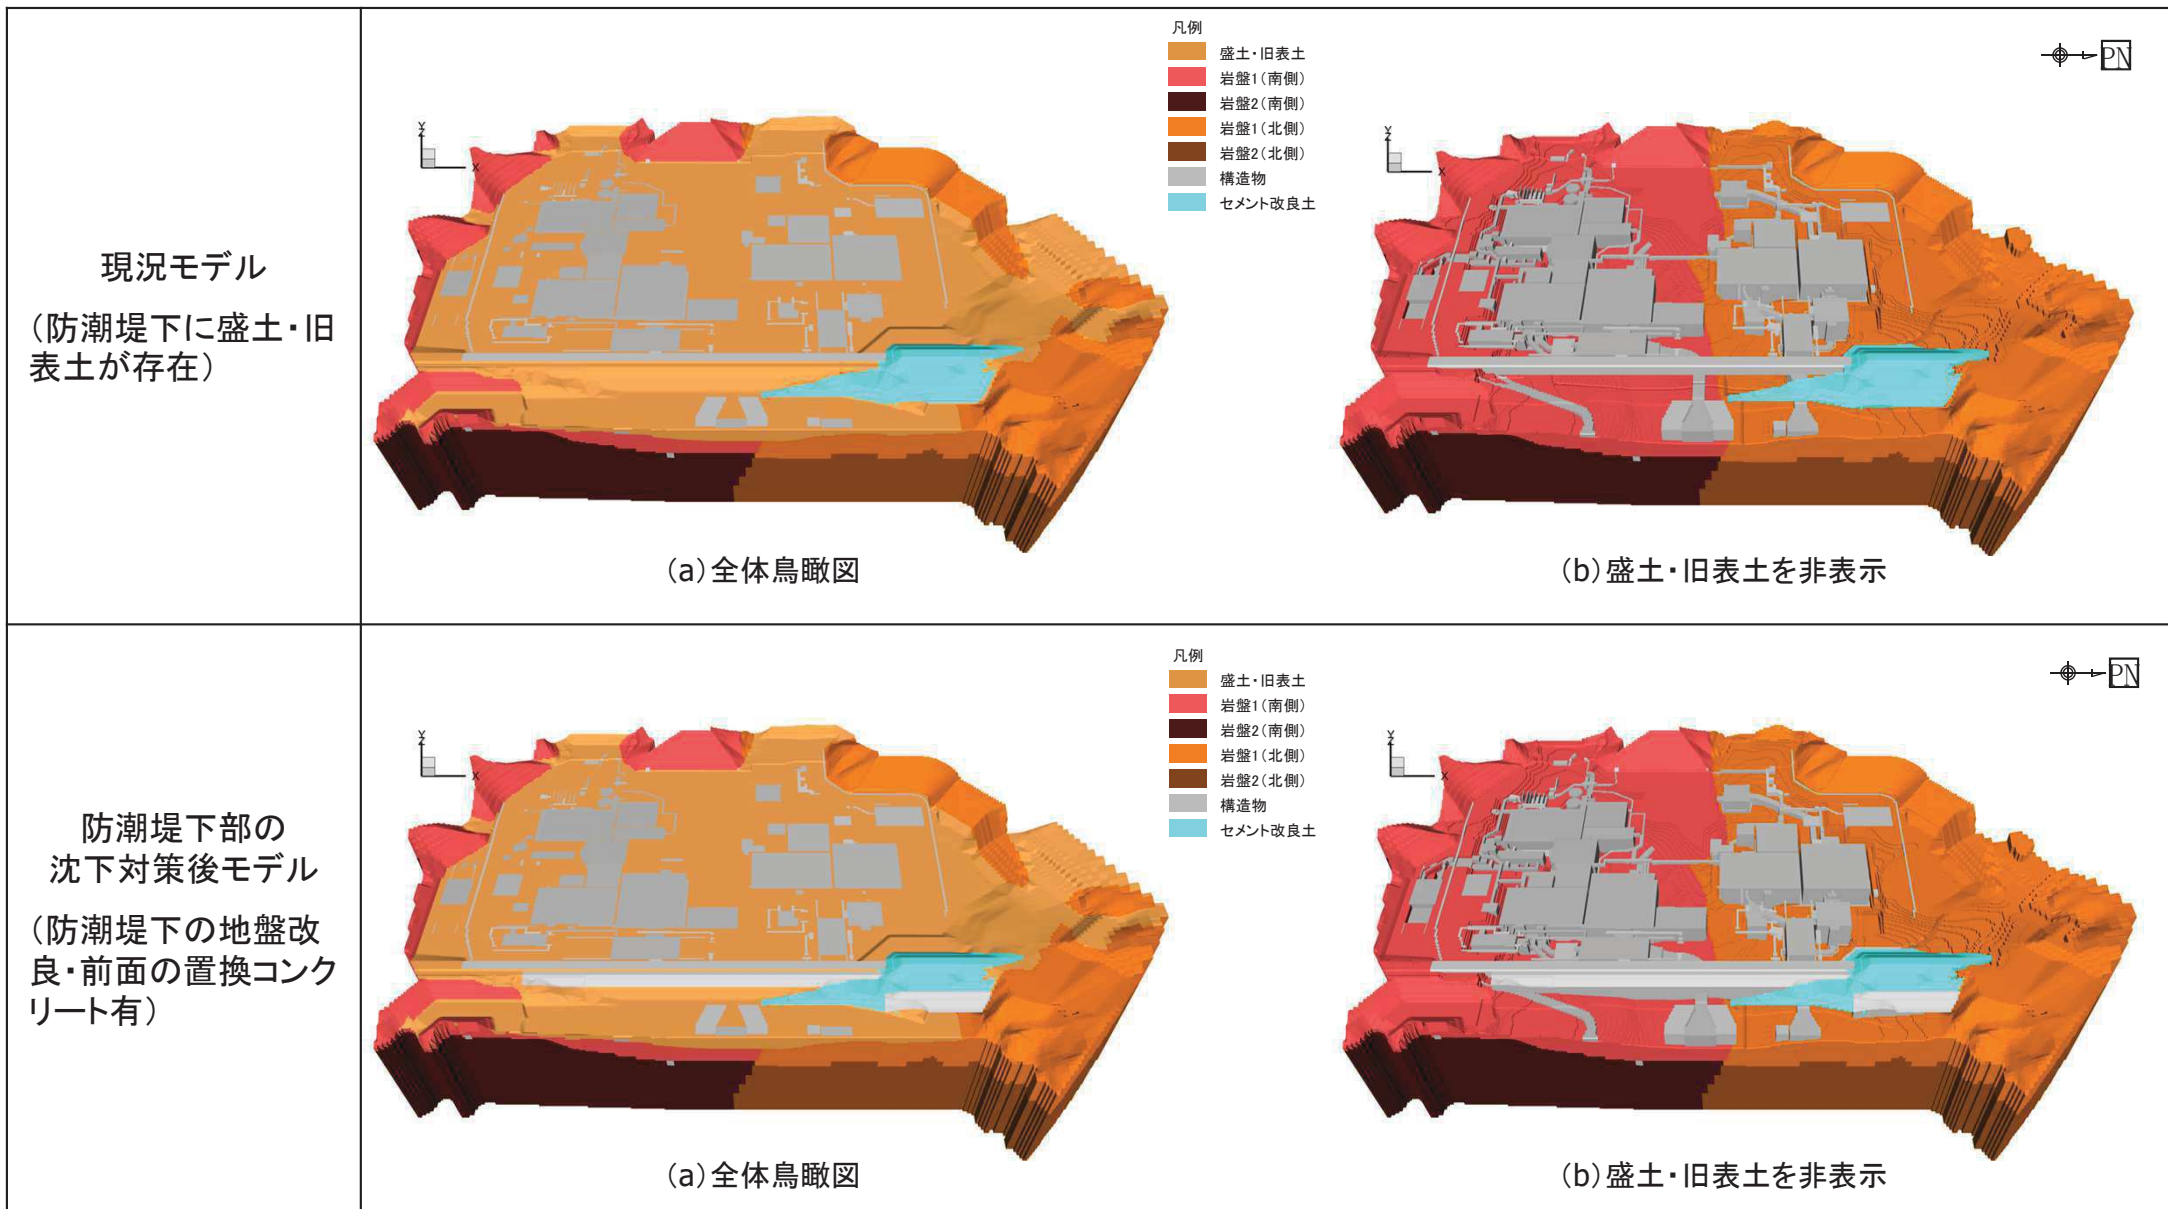 現況モデル
（防潮堤下に盛土・旧
表土が存在）
凡例
盛土・旧表土
岩盤1（南側）
岩盤2（南側）
岩盤1（北側）
岩盤2（北側）
構造物
セメント改良土
PN
Y
Z
X
Y
Z
X
（a）全体鳥瞰図
（b）盛土・旧表土を非表示
防潮堤下部の
沈下対策後モデル
（防潮堤下の地盤改
良・前面の置換コンク
リート有）
凡例
盛土・旧表土
岩盤1（南側）
岩盤2（南側）
岩盤1（北側）
岩盤2（北側）
構造物
セメント改良土
PN
Y
Z
X
Y
Z
X
（a）全体鳥瞰図
（b）盛土・旧表土を非表示